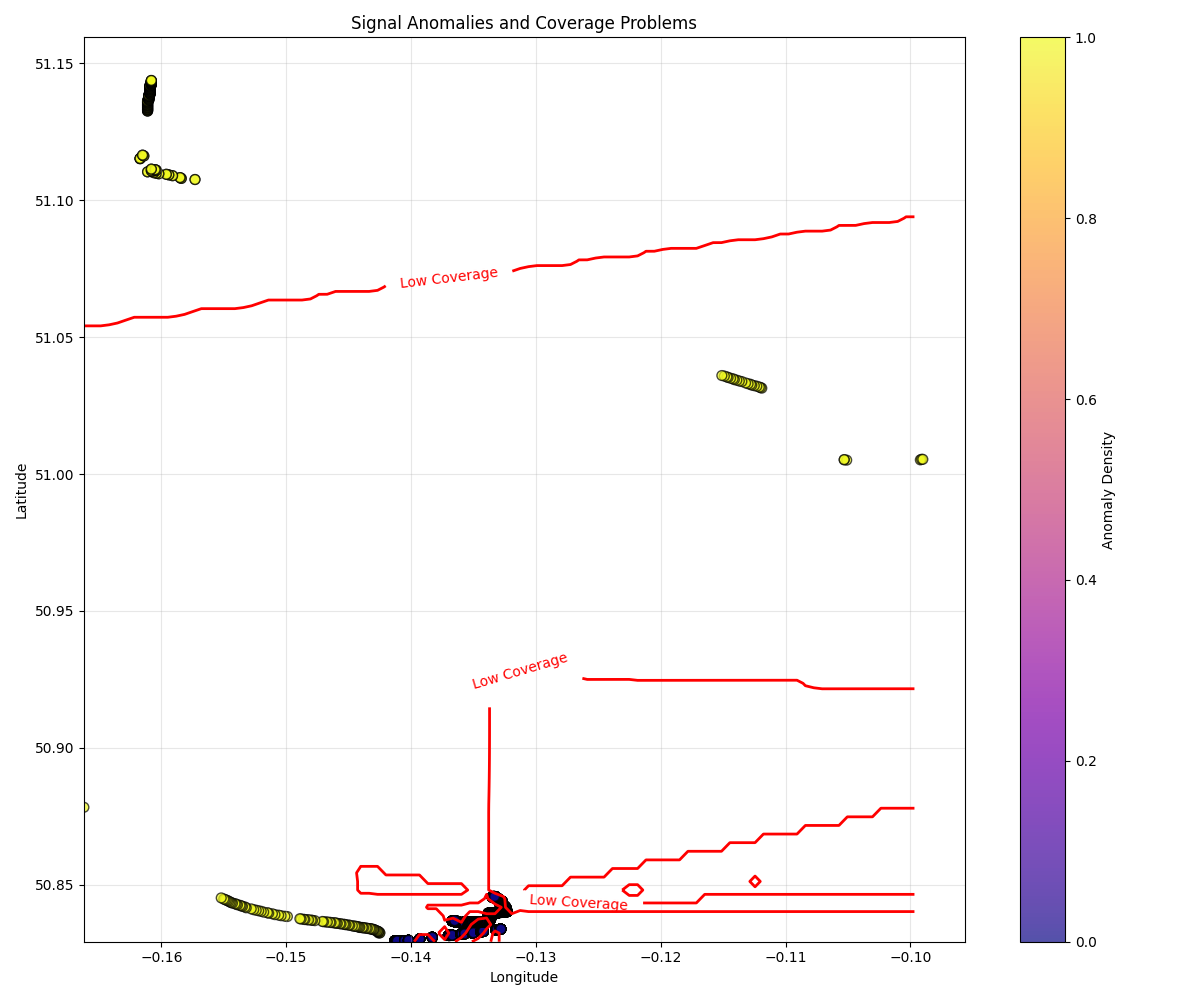 Signal Anomalies and Coverage Problems
51.15
51.10
51.05
51.00
50.95
50.90
50.85
Latitude
Low Coverage
Low Coverage
Low Coverage
−0.16
−0.15
−0.14
−0.13
−0.12
−0.11
−0.10
Longitude
1.0
0.8
0.6
0.4
0.2
0.0
Anomaly Density